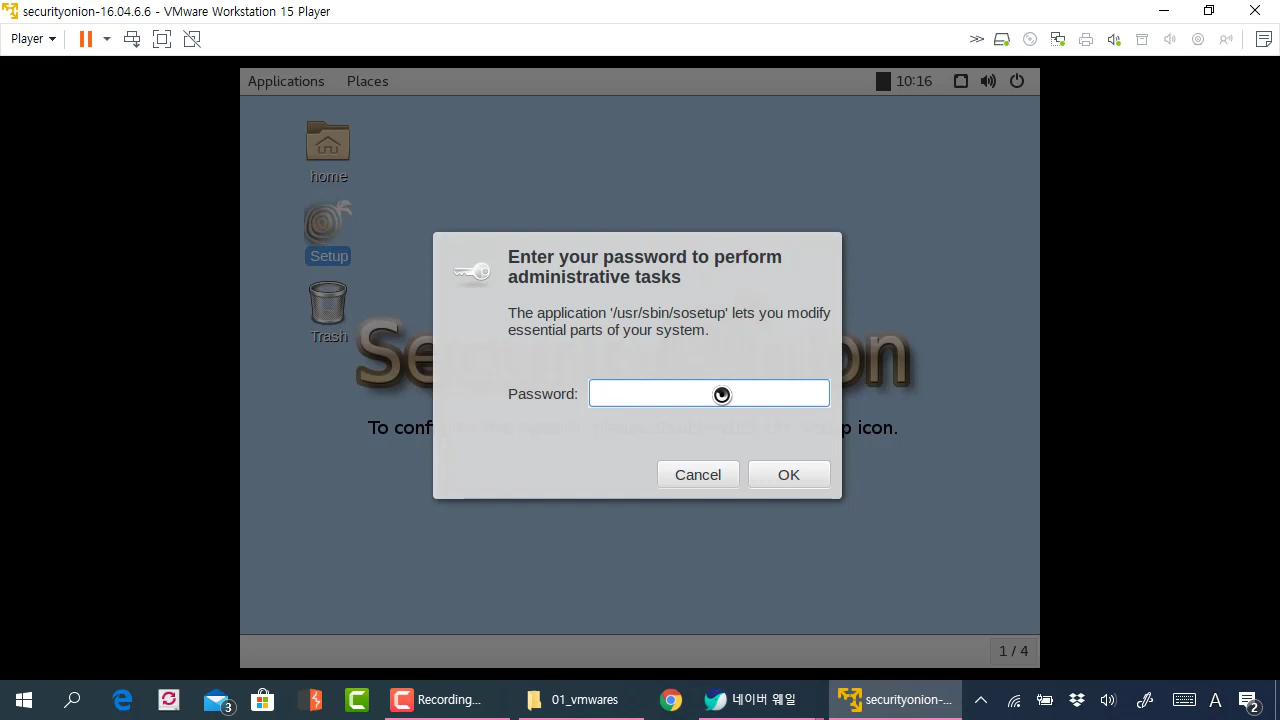 securityonion-16.04.6.6 - VMware Workstation 15 Player
Player
Applications Places 10:16
home
Setup
Trash
Enter your password to perform
administrative tasks
The application '/usr/sbin/sosetup' lets you modify
essential parts of your system.
Password:
Cancel OK
To conf
p icon.
1 / 4
3 Recording... 01_vmwares 네이버 웨일 securityonion-... A 2